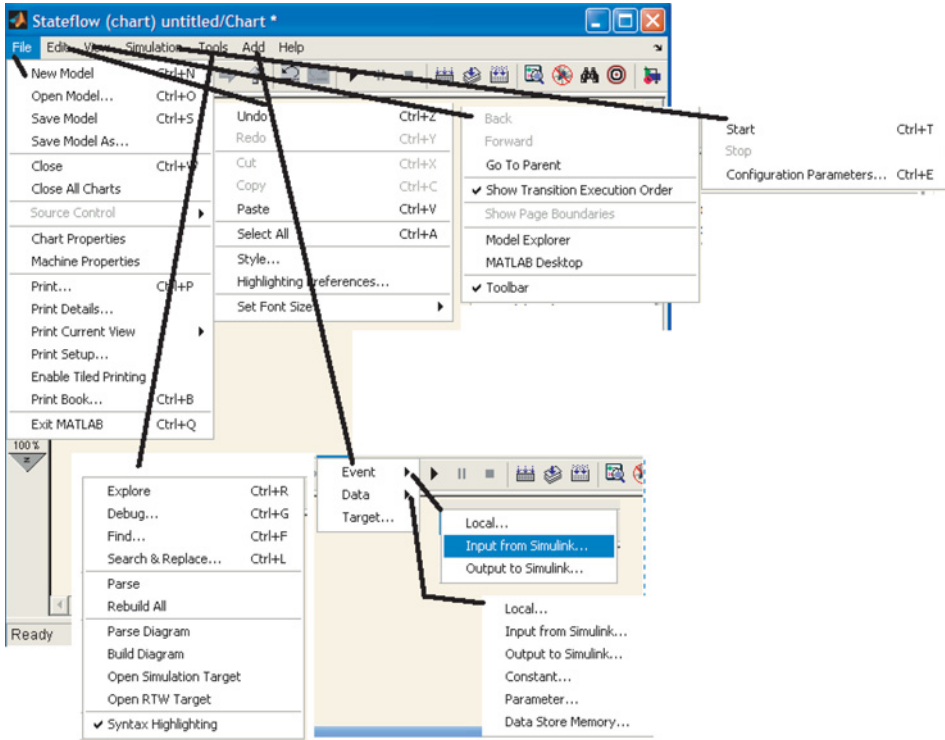 Stateflow (chart) untitled/Chart *
File Edit View Simulation Tools Add Help
New Model Ctrl+N
Open Model... Ctrl+O
Save Model Ctrl+S
Save Model As...
Close Ctrl+W
Close All Charts
Source Control
Chart Properties
Machine Properties
Print... Ctrl+P
Print Details...
Print Current View
Print Setup...
Enable Tiled Printing
Print Book... Ctrl+B
Exit MATLAB Ctrl+Q
Undo Ctrl+Z
Redo Ctrl+Y
Cut Ctrl+X
Copy Ctrl+C
Paste Ctrl+V
Select All Ctrl+A
Style...
Highlighting Preferences...
Set Font Size
Back
Forward
Go To Parent
Show Transition Execution Order
Show Page Boundaries
Model Explorer
MATLAB Desktop
Toolbar
Start Ctrl+T
Stop
Configuration Parameters... Ctrl+E
100%
Ready
Explore Ctrl+R
Debug... Ctrl+G
Find... Ctrl+F
Search & Replace... Ctrl+L
Parse
Rebuild All
Parse Diagram
Build Diagram
Open Simulation Target
Open RTW Target
Syntax Highlighting
Event
Data
Target...
Local...
Input from Simulink...
Output to Simulink...
Local...
Input from Simulink...
Output to Simulink...
Constant...
Parameter...
Data Store Memory...